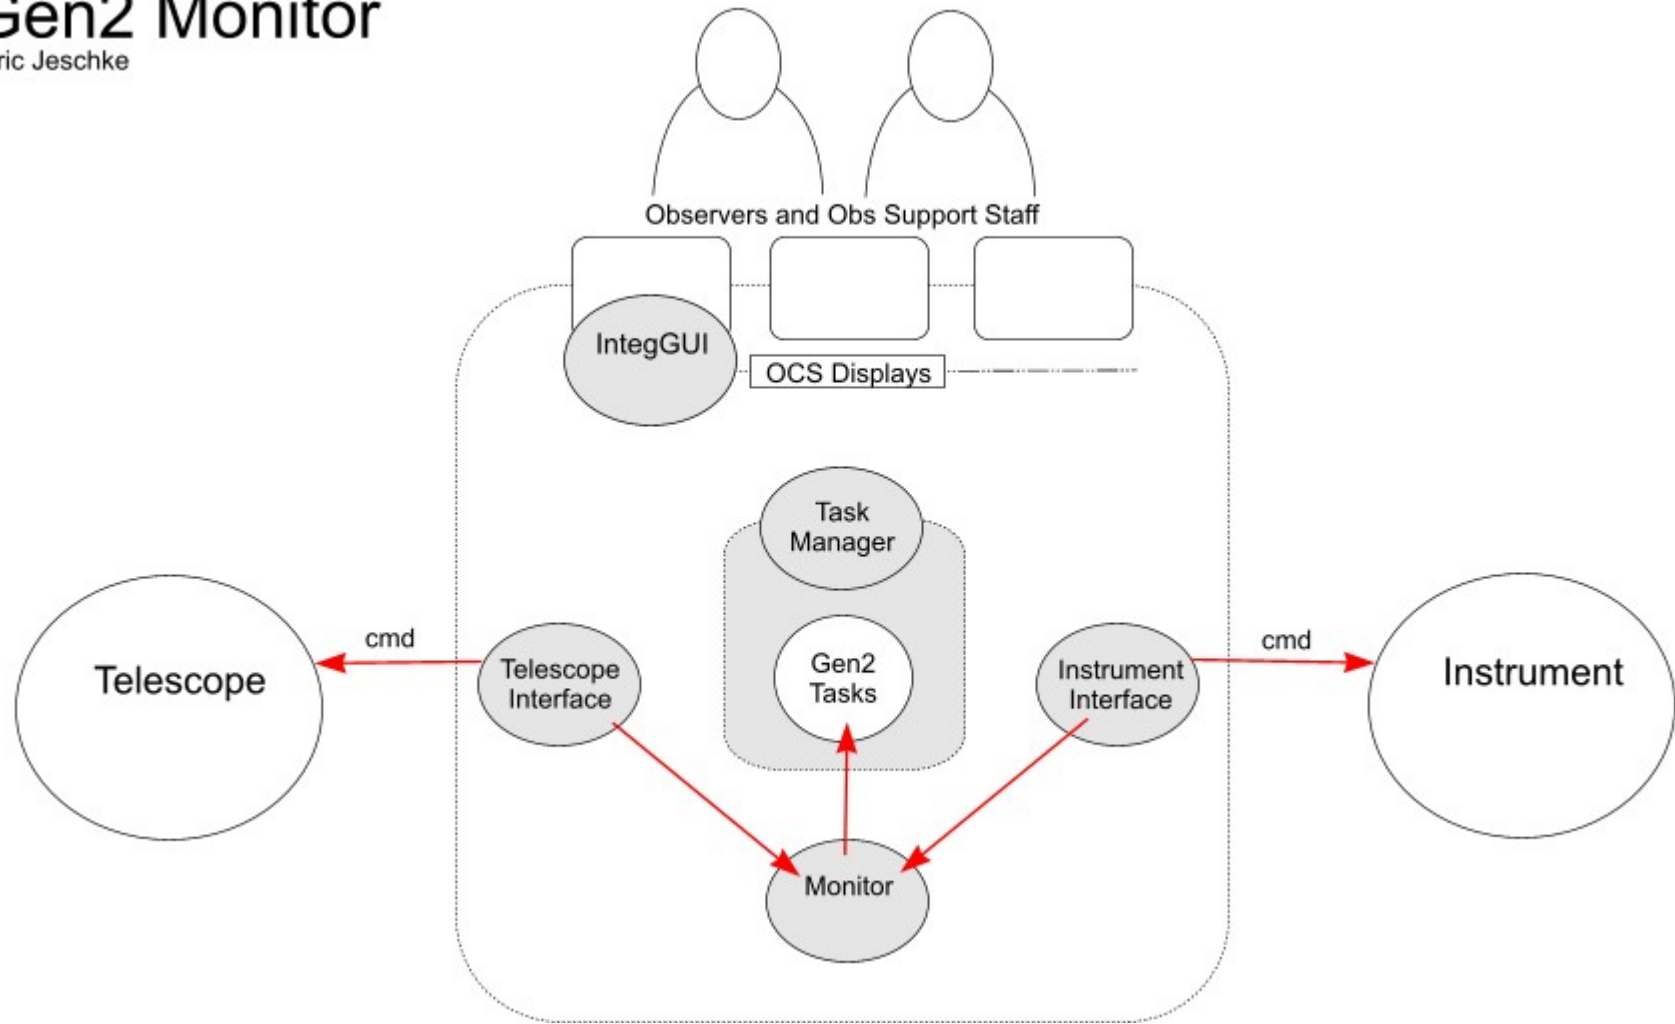 Gen2 Monitor
ric Jeschke
Observers and Obs Support Staff
IntegGUI
OCS Displays
Task
Manager
cmd
cmd
Telescope
Telescope
Interface
Gen2
Tasks
Instrument
Interface
Instrument
Monitor